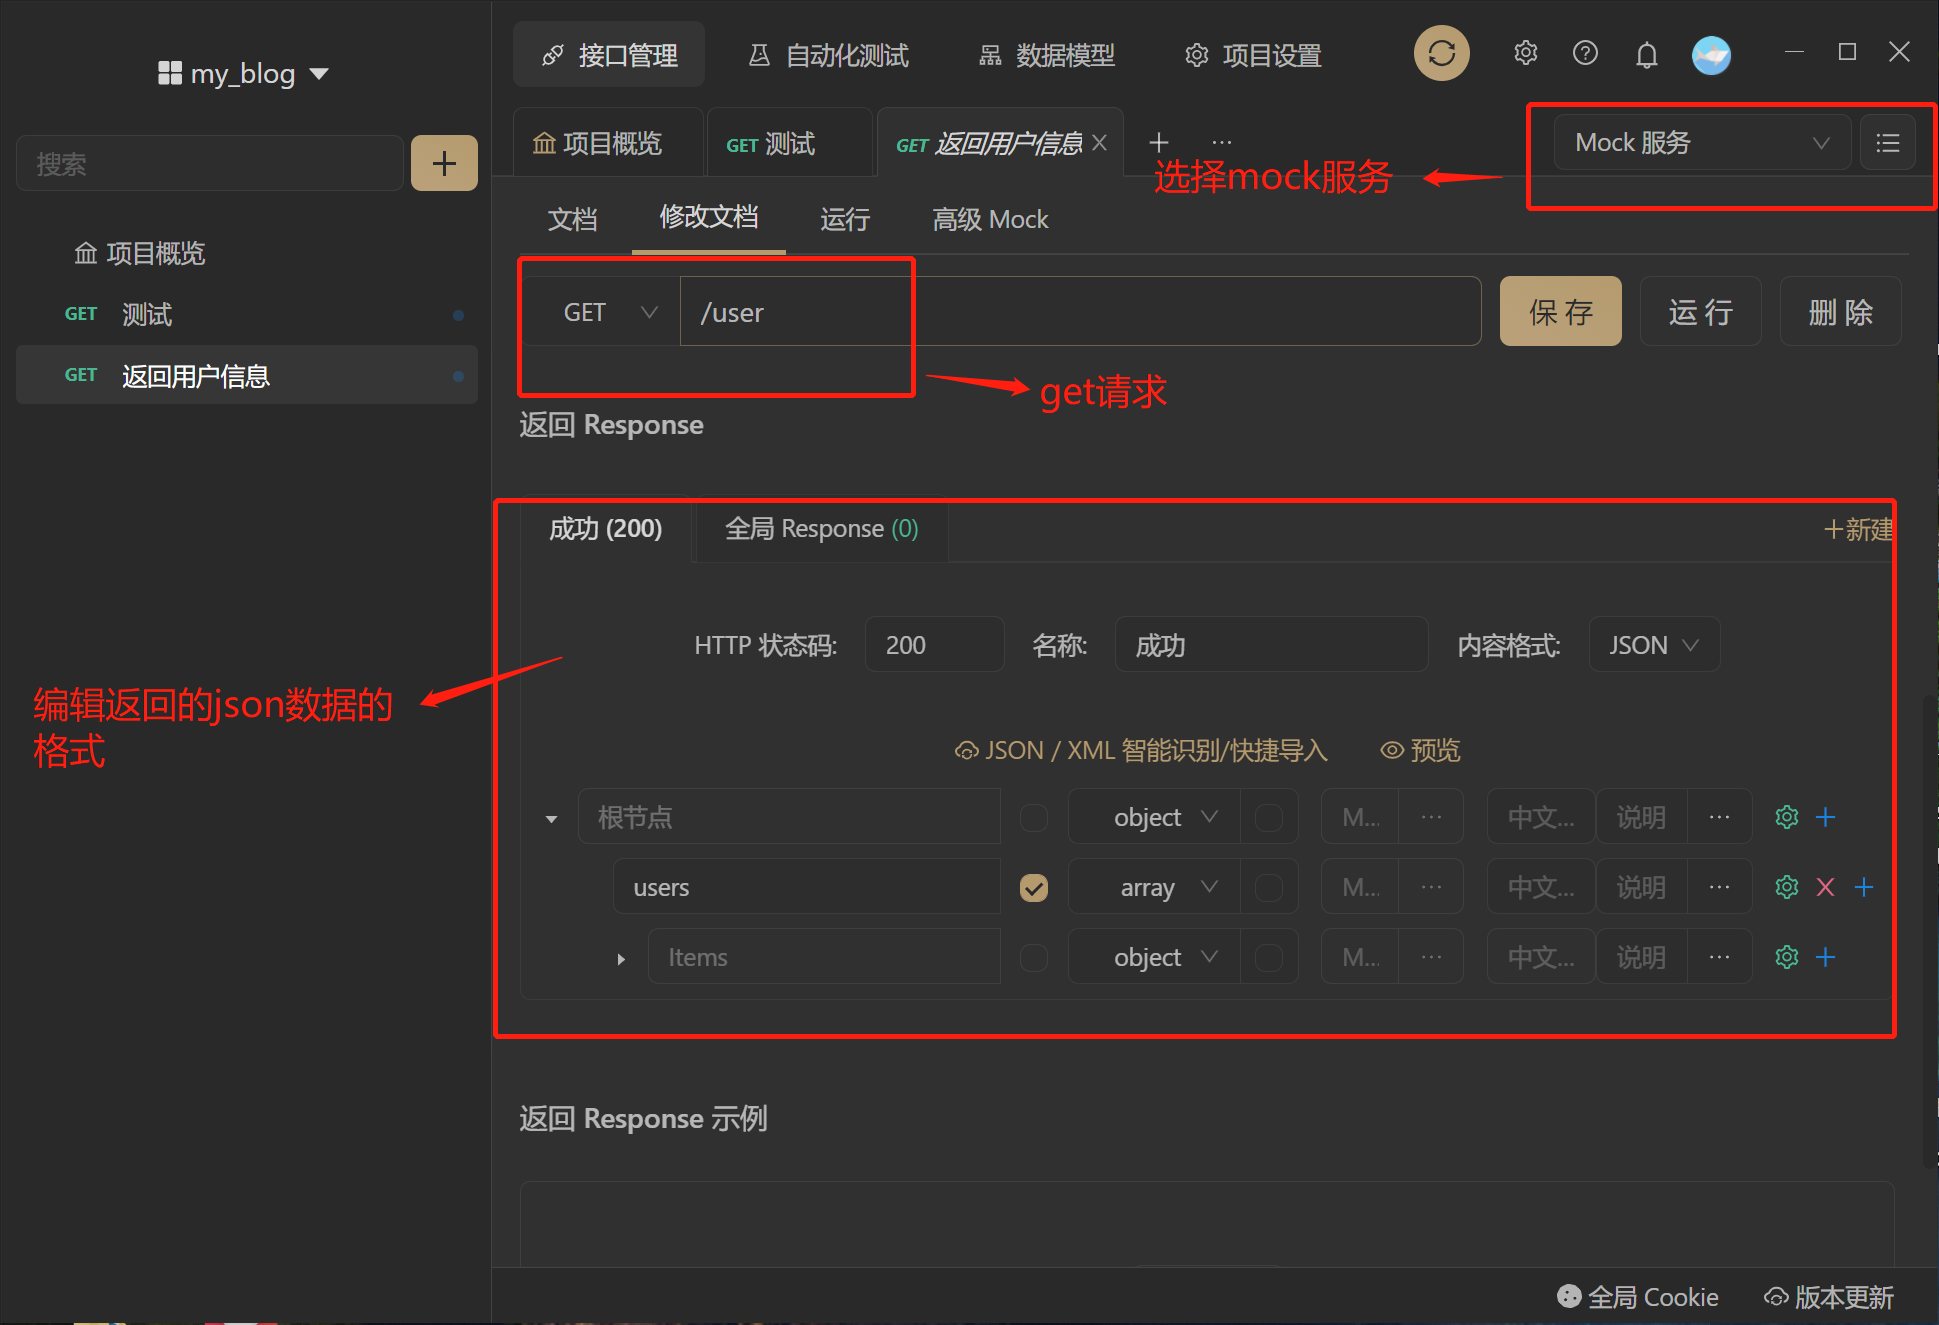 my_blog
接口管理
自动化测试
数据模型
项目设置
搜索
项目概览
GET 测试
GET 返回用户信息
...
Mock 服务
选择mock服务
文档
修改文档
运行
高级 Mock
项目概览
GET 测试
GET 返回用户信息
GET
/user
保 存
运 行
删 除
get请求
返回 Response
成功 (200)
全局 Response (0)
新建
HTTP 状态码:
200
名称:
成功
内容格式:
JSON
编辑返回的json数据的
格式
JSON / XML 智能识别/快捷导入
预览
根节点
object
M...
...
中文...
说明
...
users
array
M...
...
中文...
说明
...
Items
object
M...
...
中文...
说明
...
返回 Response 示例
全局 Cookie
版本更新